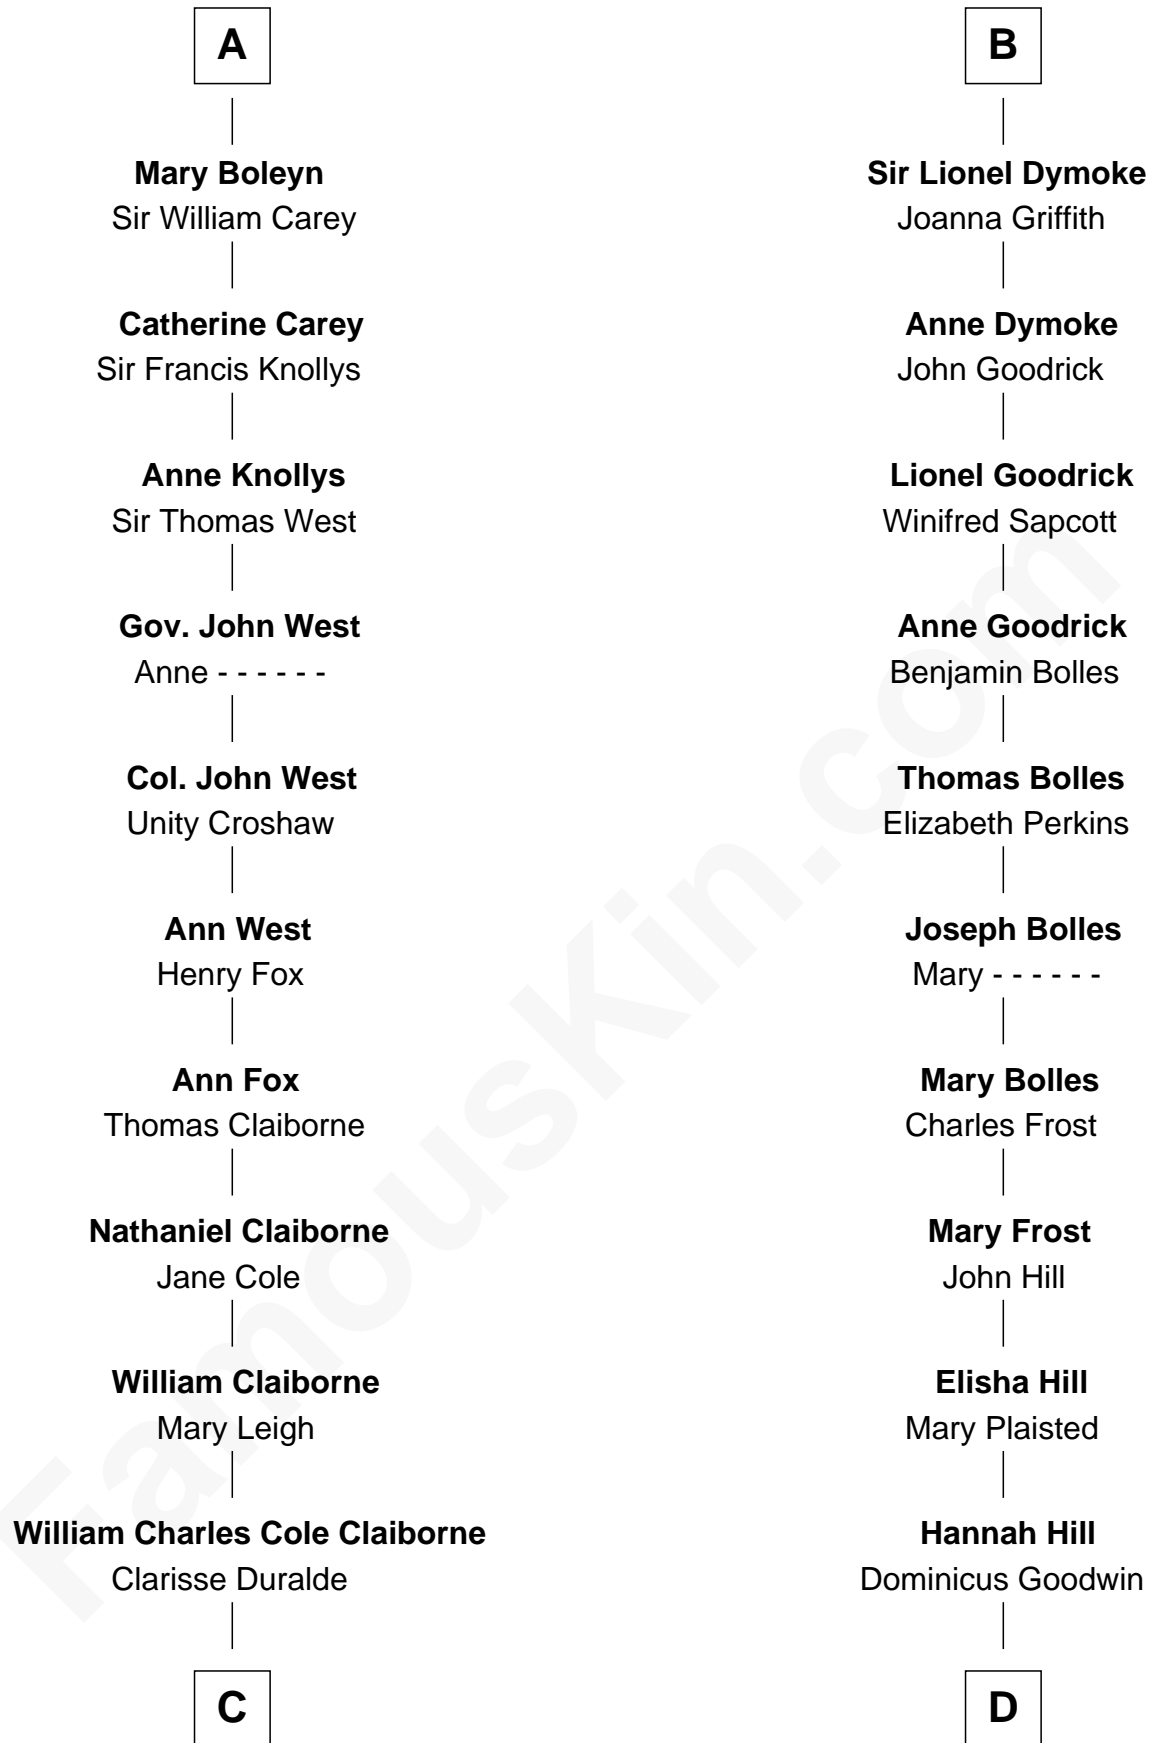 A
Mary Boleyn
Sir William Carey
Catherine Carey
Sir Francis Knollys
Anne Knollys
Sir Thomas West
Gov. John West
Anne - - - - - -
Col. John West
Unity Croshaw
Ann West
Henry Fox
Ann Fox
Thomas Claiborne
Nathaniel Claiborne
Jane Cole
William Claiborne
Mary Leigh
William Charles Cole Claiborne
Clarisse Duralde
C
B
Sir Lionel Dymoke
Joanna Griffith
Anne Dymoke
John Goodrick
Lionel Goodrick
Winifred Sapcott
Anne Goodrick
Benjamin Bolles
Thomas Bolles
Elizabeth Perkins
Joseph Bolles
Mary - - - - - -
Mary Bolles
Charles Frost
Mary Frost
John Hill
Elisha Hill
Mary Plaisted
Hannah Hill
Dominicus Goodwin
D
FamousKin.com